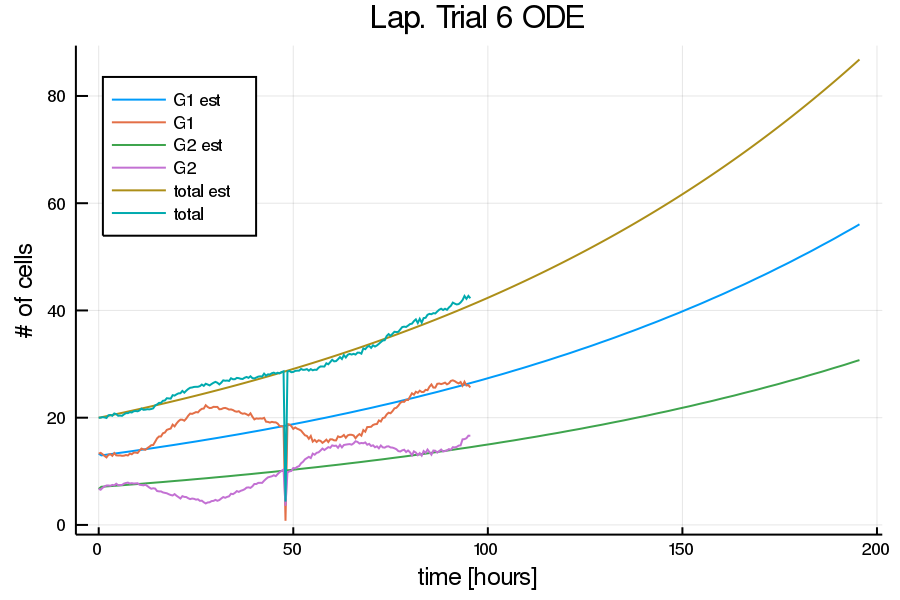 Lap. Trial 6 ODE
80
60
40
20
0
# of cells
G1 est
G1
G2 est
G2
total est
total
0 50 100 150 200
time [hours]